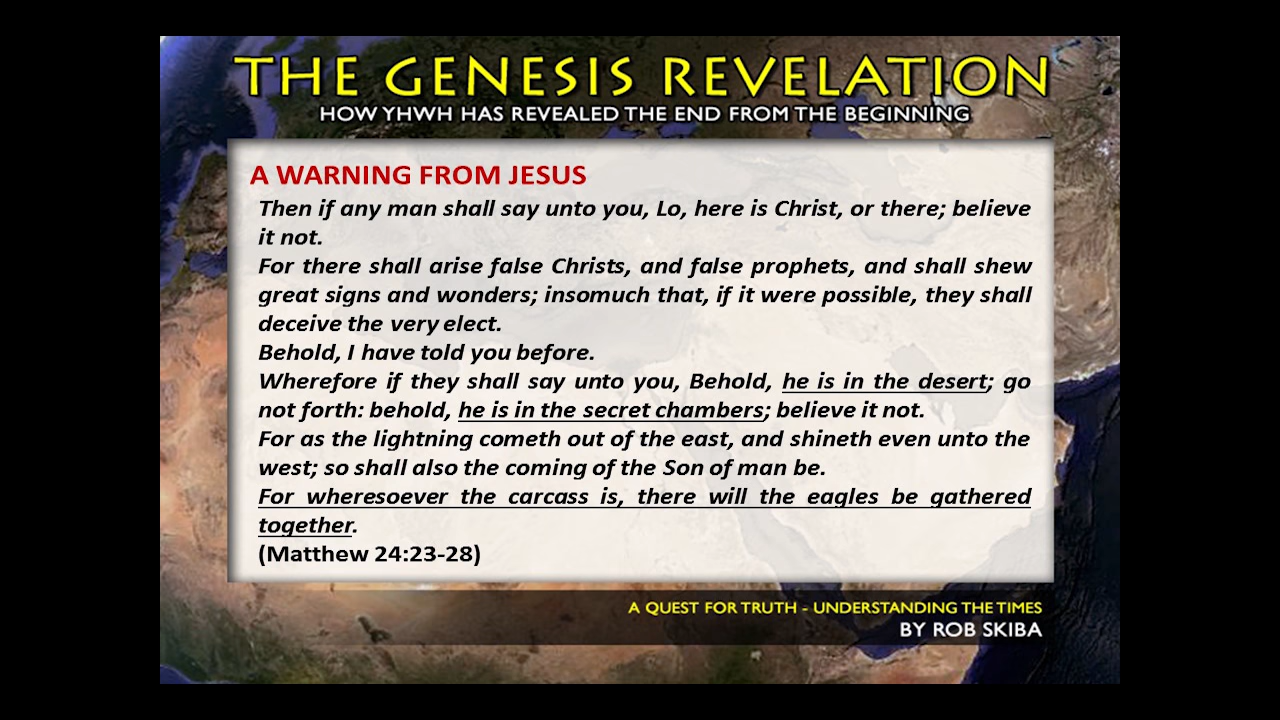 THE GENESIS REVELATION
HOW YHWH HAS REVEALED THE END FROM THE BEGINNING
A WARNING FROM JESUS
Then if any man shall say unto you, Lo, here is Christ, or there; believe
it not.
For there shall arise false Christs, and false prophets, and shall shew
great signs and wonders; insomuch that, if it were possible, they shall
deceive the very elect.
Behold, I have told you before.
Wherefore if they shall say unto you, Behold, he is in the desert; go
not forth: behold, he is in the secret chambers; believe it not.
For as the lightning cometh out of the east, and shineth even unto the
west; so shall also the coming of the Son of man be.
For wheresoever the carcass is, there will the eagles be gathered
together.
(Matthew 24:23-28)
A QUEST FOR TRUTH - UNDERSTANDING THE TIMES
BY ROB SKIBA